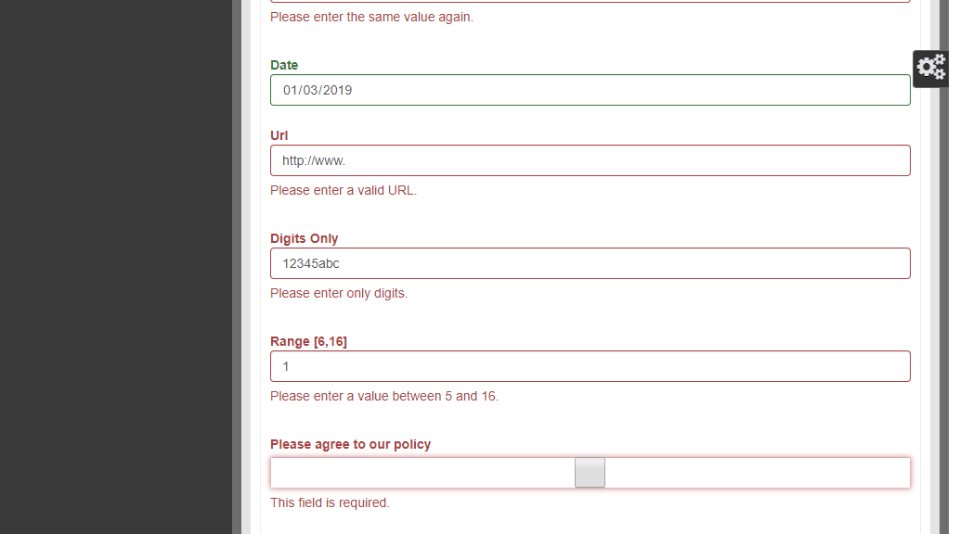 Please enter the same value again.
Date
01/03/2019
Url
http://www.
Please enter a valid URL.
Digits Only
12345abc
Please enter only digits.
Range [6,16]
1
Please enter a value between 5 and 16.
Please agree to our policy
This field is required.